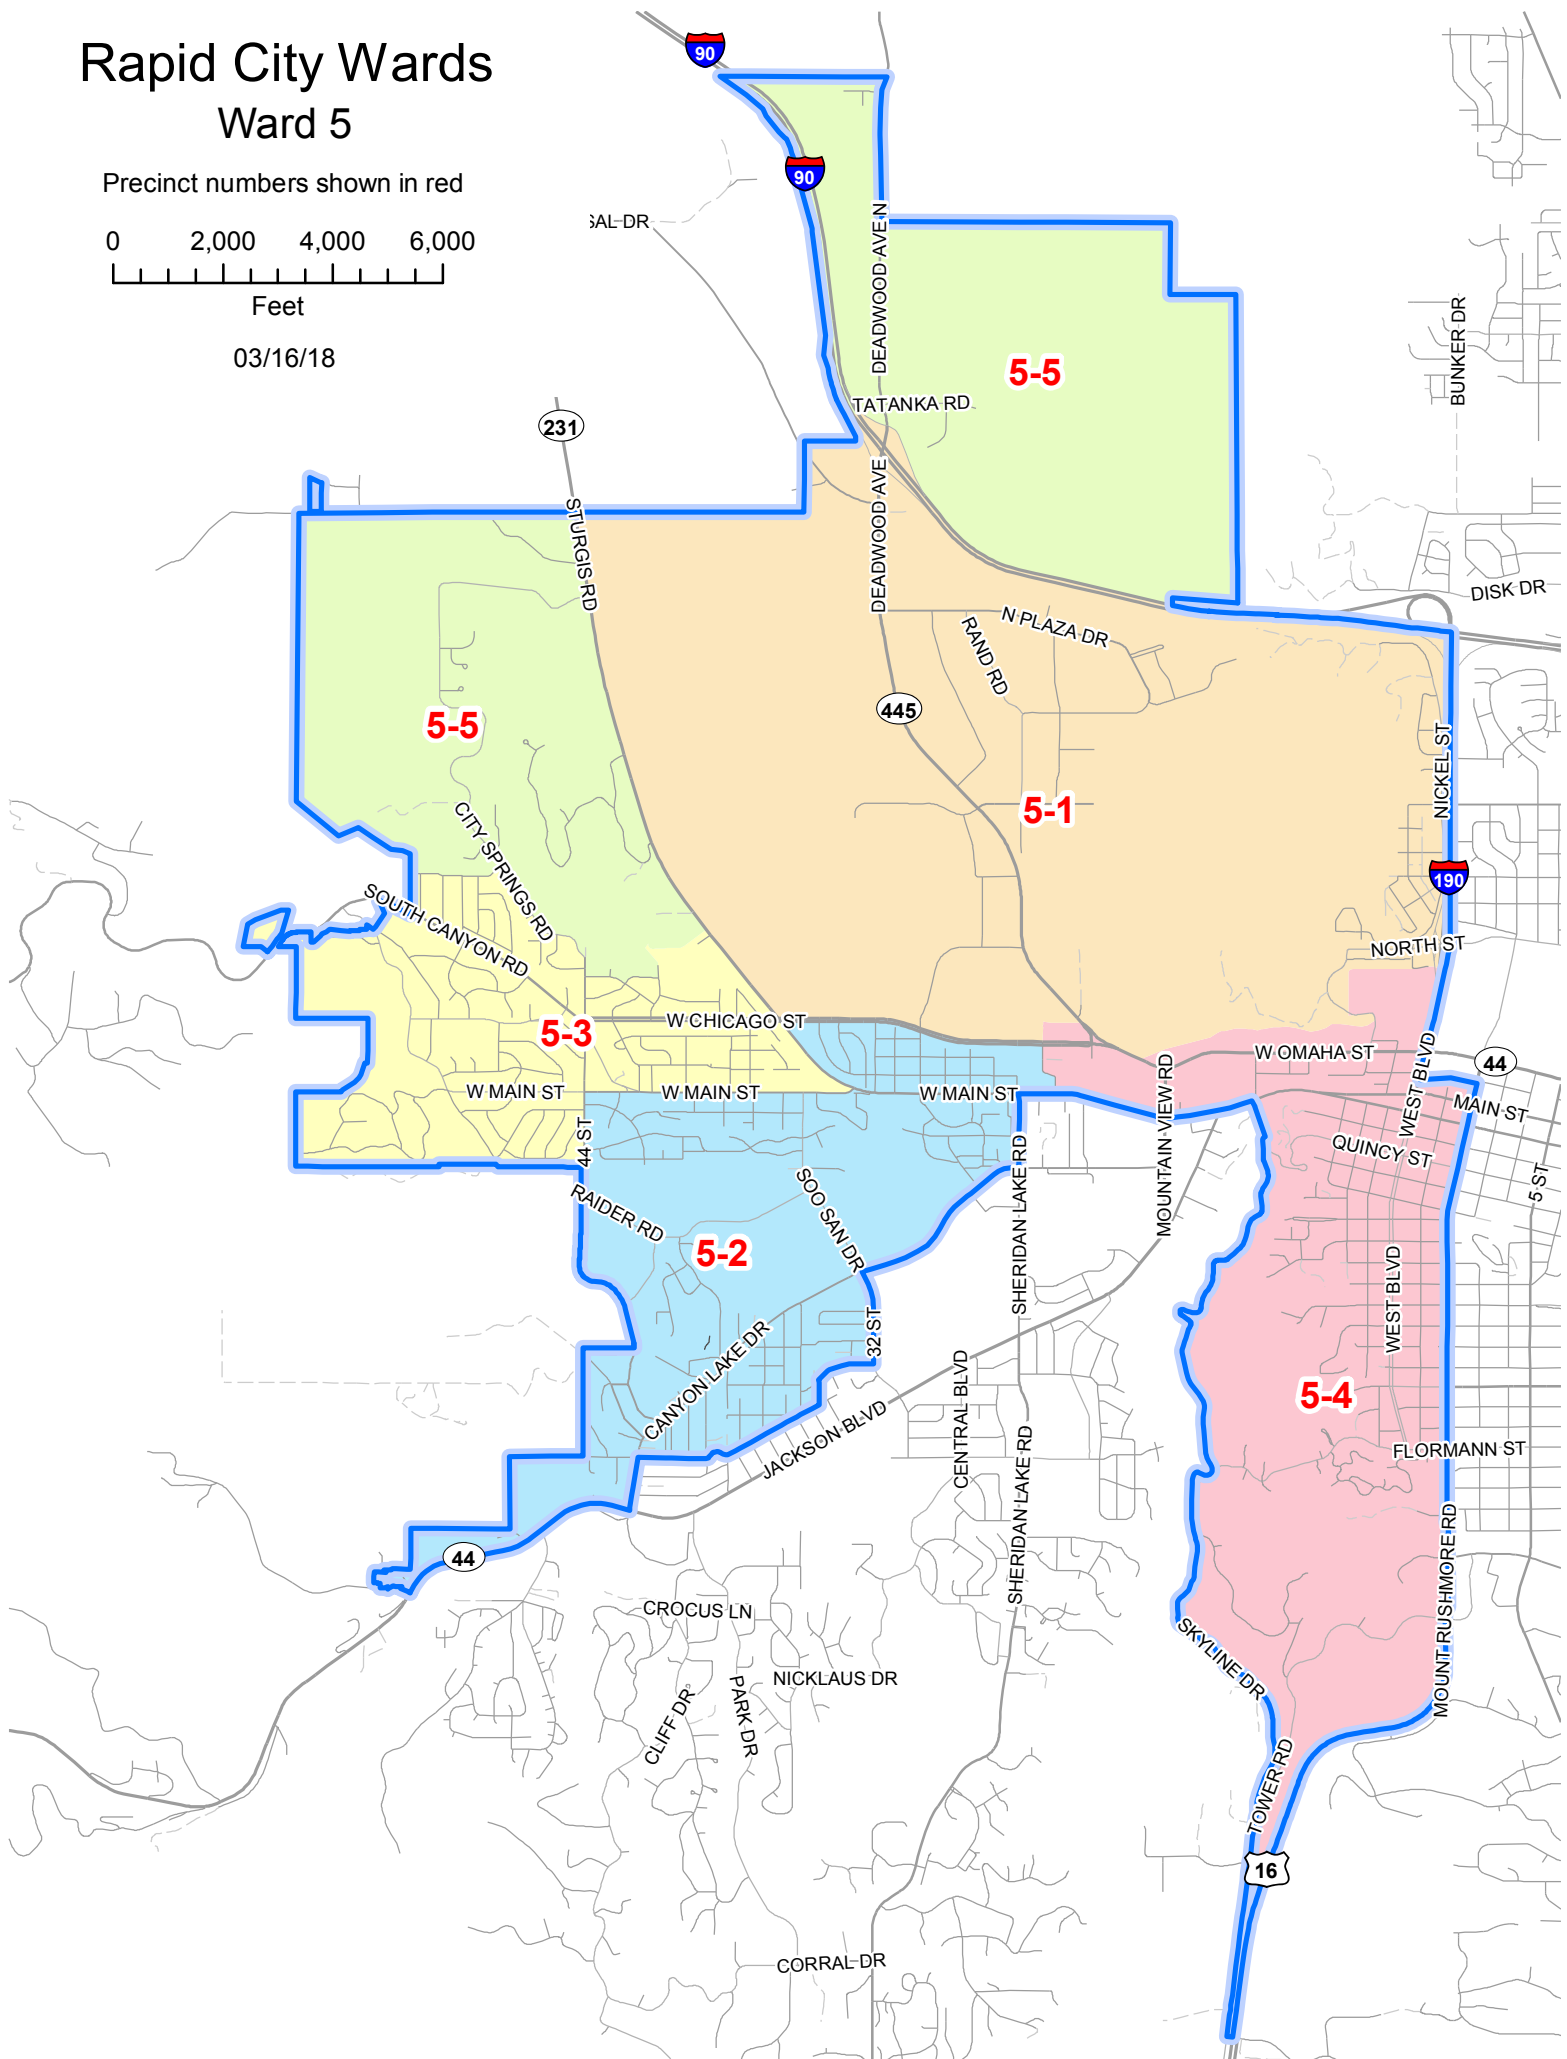 Rapid City Wards
Ward 5
Precinct numbers shown in red
0 2,000 4,000 6,000
Feet
03/16/18
90
90
SAL DR
DEADWOOD AVE N
BUNKER DR
5-5
TATANKA RD
231
STURGIS RD
DEADWOOD AVE
DISK DR
N PLAZA DR
RAND RD
445
5-5
NICKEL ST
5-1
CITY SPRINGS RD
190
SOUTH CANYON RD
NORTH ST
W CHICAGO ST
5-3
W OMAHA ST
44
WEST BLVD
W MAIN ST
W MAIN ST
W MAIN ST
MOUNTAIN VIEW RD
MAIN ST
44 ST
SHERIDAN LAKE RD
QUINCY ST
5 ST
RAIDER RD
SOO SAN DR
5-2
WEST BLVD
32 ST
CANYON LAKE DR
CENTRAL BLVD
5-4
JACKSON BLVD
SHERIDAN LAKE RD
FLORMANN ST
44
MOUNT RUSHMORE RD
CROCUS LN
SKYLINE DR
NICKLAUS DR
CLIFF DR
PARK DR
TOWER RD
16
CORRAL DR